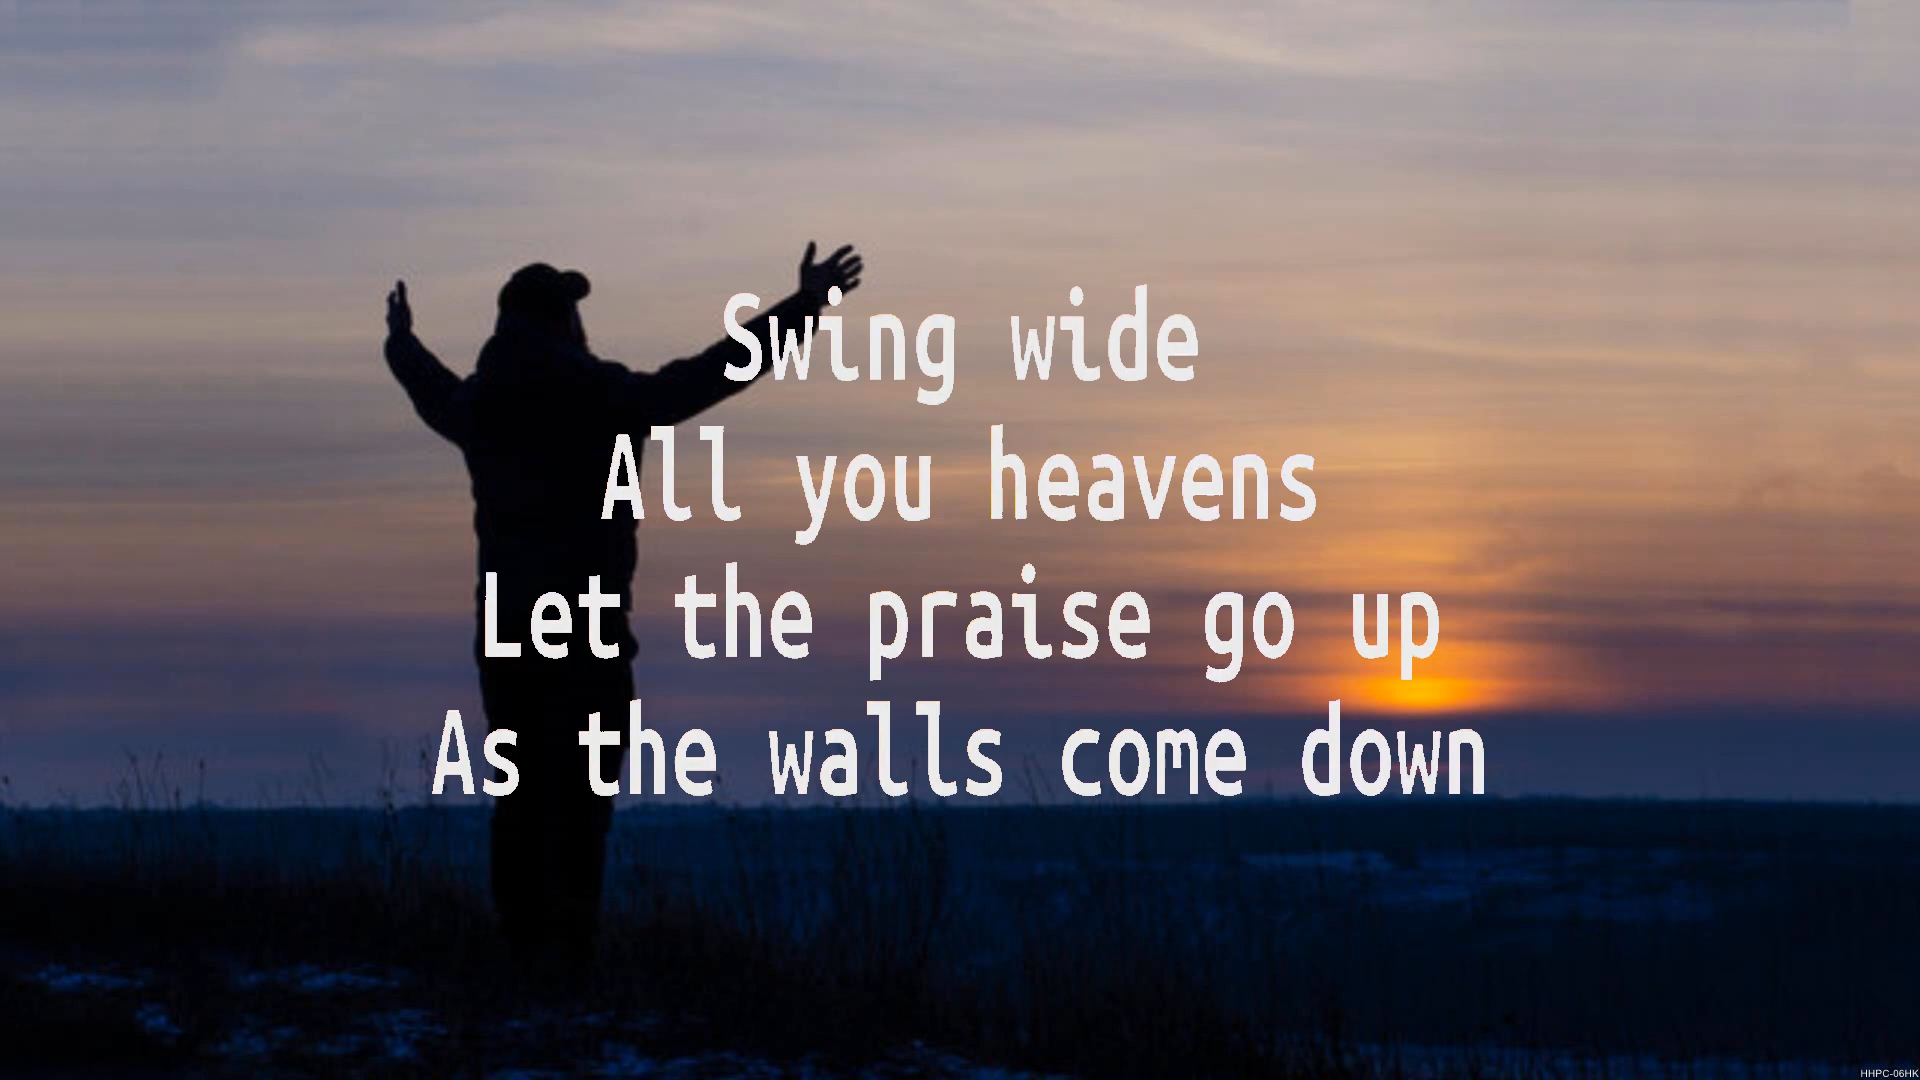 Swing wide
All you heavens
Let the praise go up
As the walls come down
HHPC-06HK